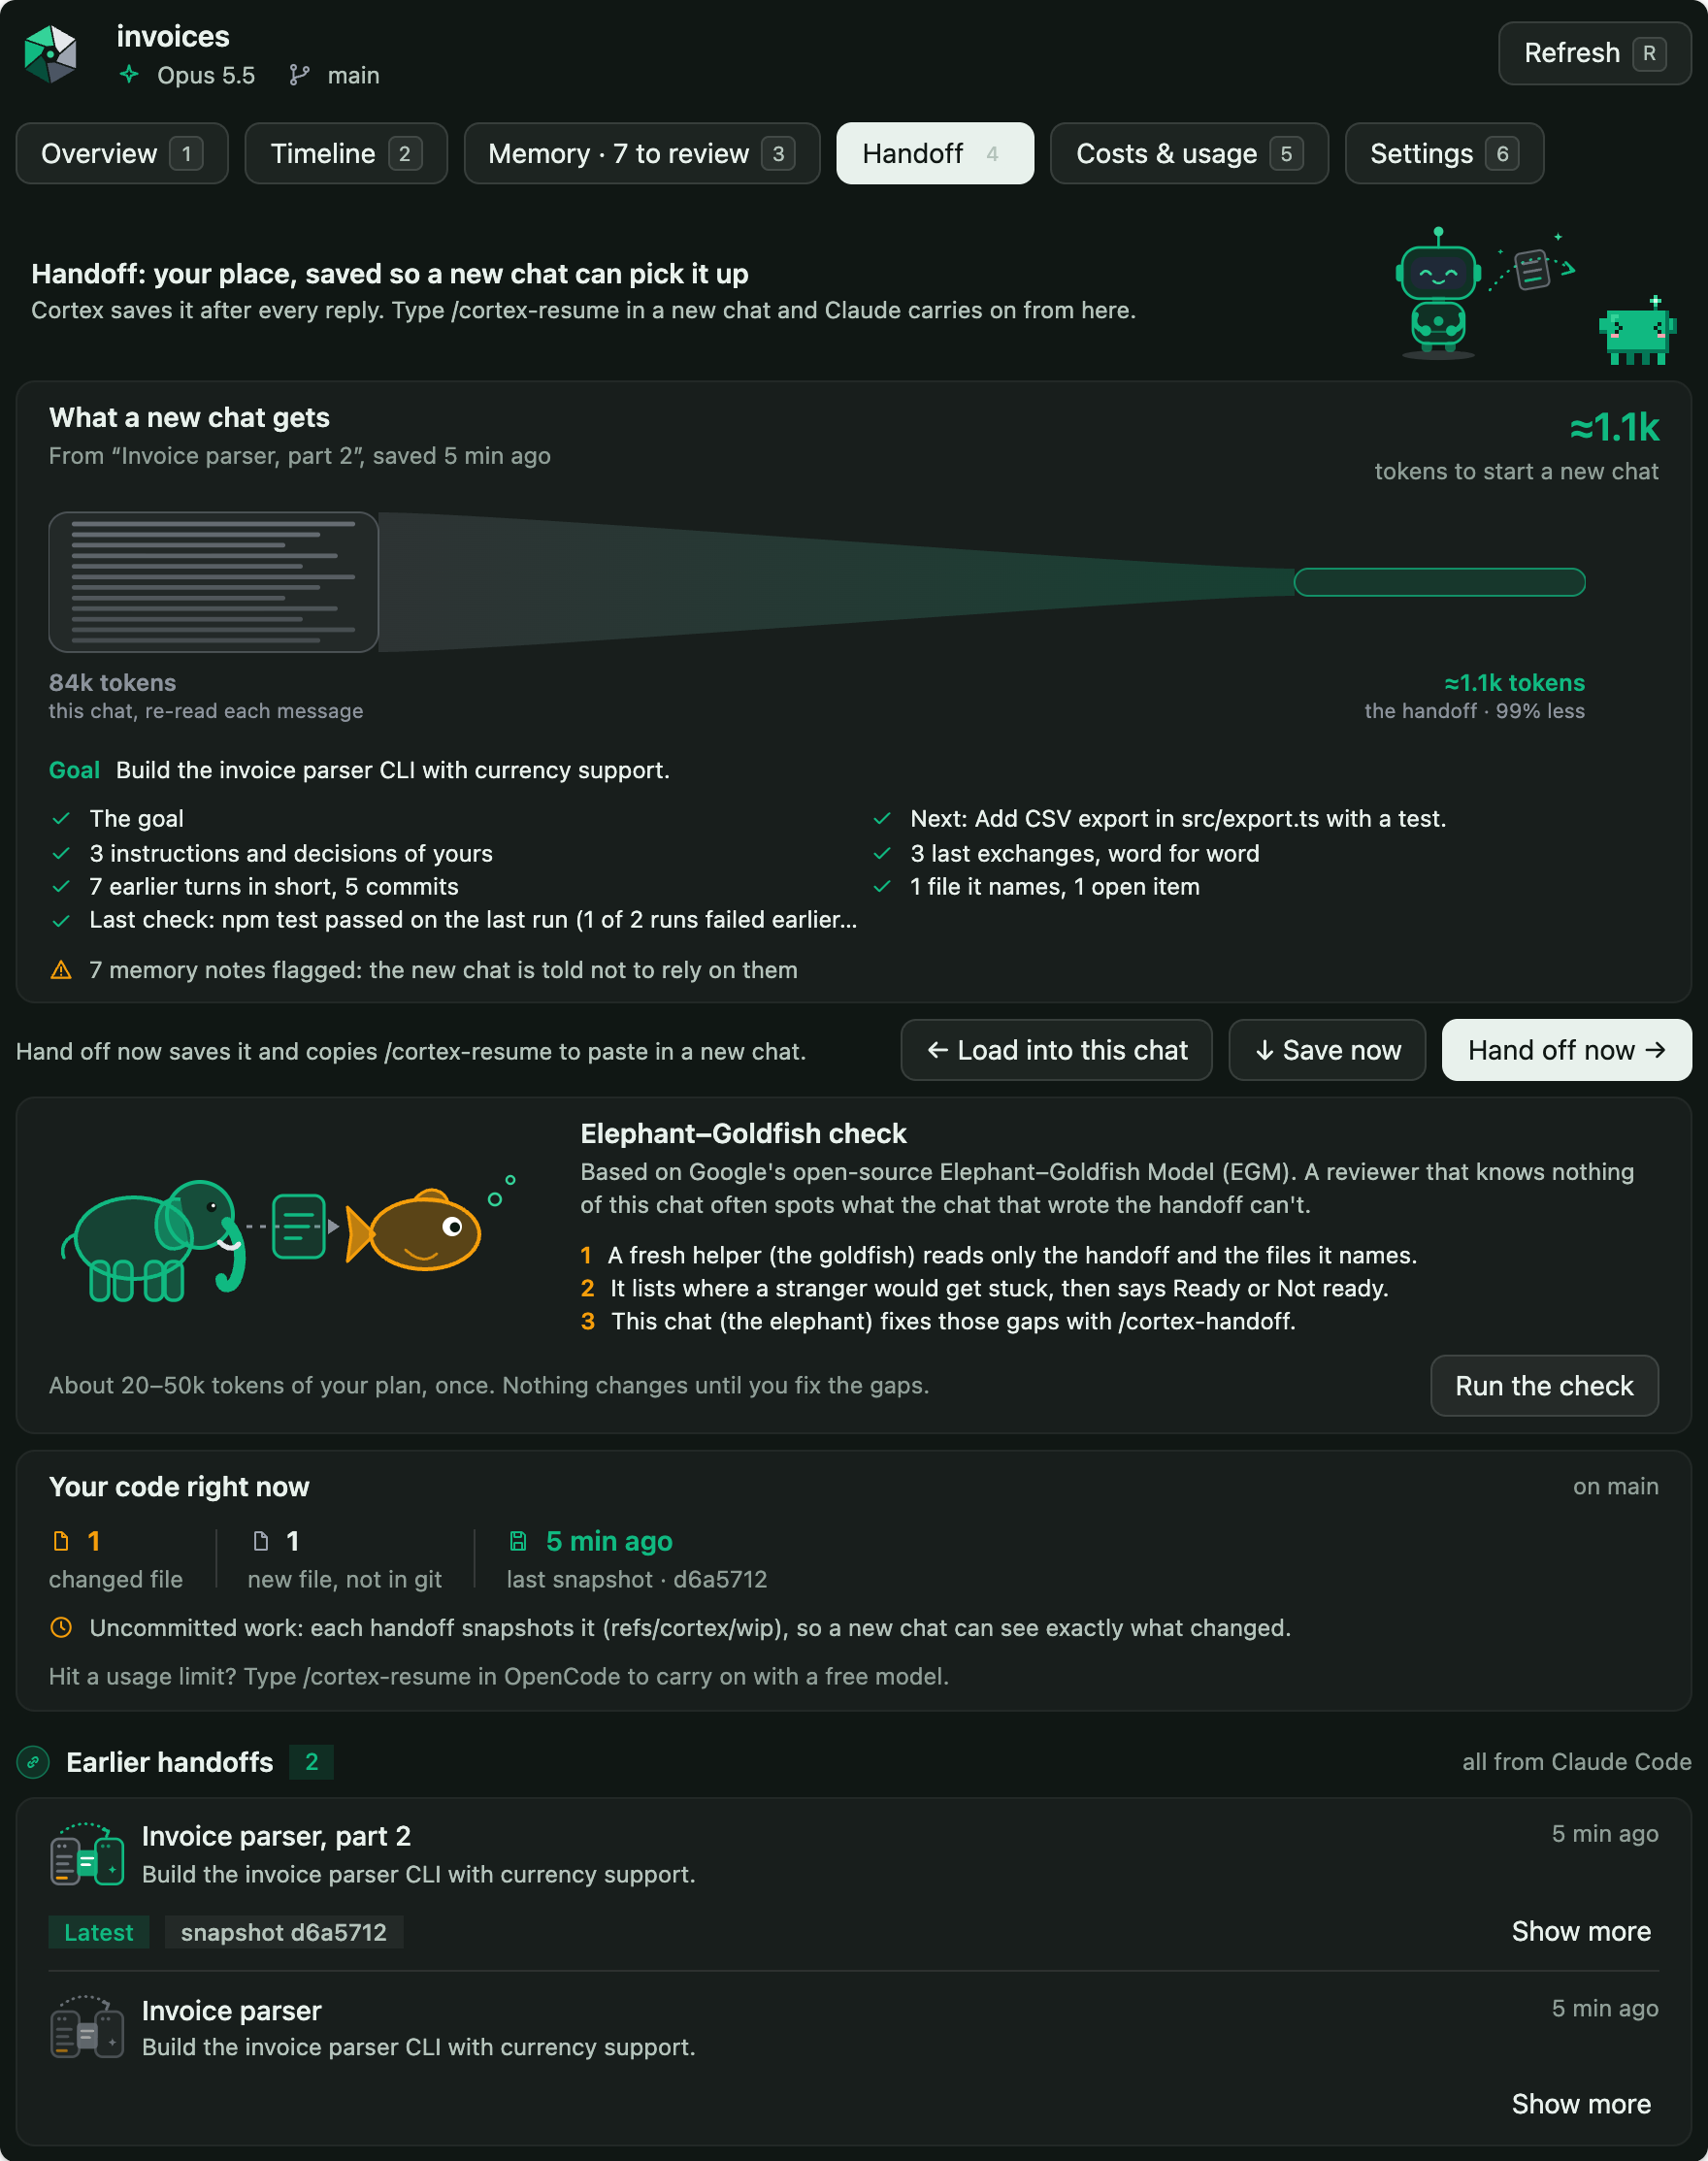 invoices
Opus 5.5 main
Refresh R
Overview 1
Timeline 2
Memory · 7 to review 3
Handoff 4
Costs & usage 5
Settings 6
Handoff: your place, saved so a new chat can pick it up
Cortex saves it after every reply. Type /cortex-resume in a new chat and Claude carries on from here.
What a new chat gets
From “Invoice parser, part 2”, saved 5 min ago
≈1.1k
tokens to start a new chat
84k tokens
this chat, re-read each message
≈1.1k tokens
the handoff · 99% less
Goal Build the invoice parser CLI with currency support.
The goal
3 instructions and decisions of yours
7 earlier turns in short, 5 commits
Last check: npm test passed on the last run (1 of 2 runs failed earlier...
Next: Add CSV export in src/export.ts with a test.
3 last exchanges, word for word
1 file it names, 1 open item
7 memory notes flagged: the new chat is told not to rely on them
Hand off now saves it and copies /cortex-resume to paste in a new chat.
← Load into this chat
↓ Save now
Hand off now →
Elephant–Goldfish check
Based on Google's open-source Elephant–Goldfish Model (EGM). A reviewer that knows nothing
of this chat often spots what the chat that wrote the handoff can't.
1 A fresh helper (the goldfish) reads only the handoff and the files it names.
2 It lists where a stranger would get stuck, then says Ready or Not ready.
3 This chat (the elephant) fixes those gaps with /cortex-handoff.
About 20–50k tokens of your plan, once. Nothing changes until you fix the gaps.
Run the check
Your code right now
on main
1
changed file
1
new file, not in git
5 min ago
last snapshot · d6a5712
Uncommitted work: each handoff snapshots it (refs/cortex/wip), so a new chat can see exactly what changed.
Hit a usage limit? Type /cortex-resume in OpenCode to carry on with a free model.
Earlier handoffs 2
all from Claude Code
Invoice parser, part 2
5 min ago
Build the invoice parser CLI with currency support.
Latest
snapshot d6a5712
Show more
Invoice parser
5 min ago
Build the invoice parser CLI with currency support.
Show more